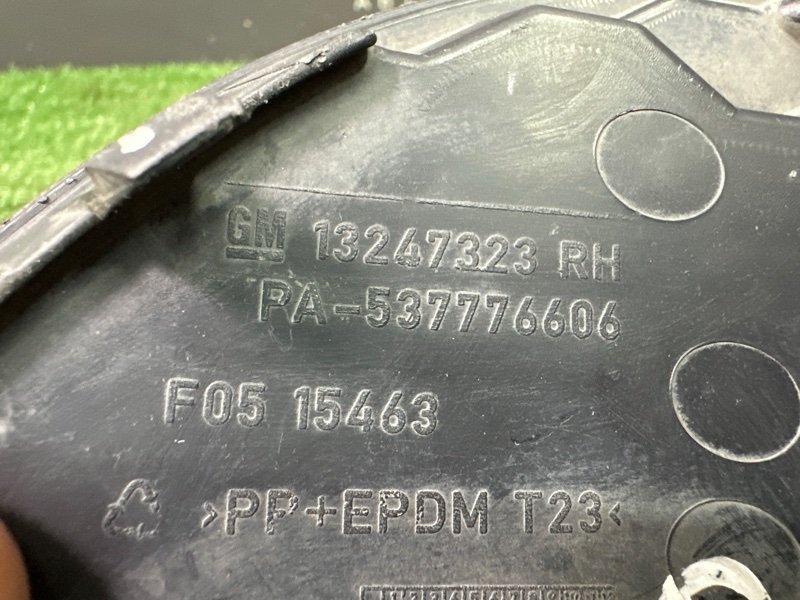 GM 13247323 RH
PA-537776606
F05 15463
>PP+EPDM T23<